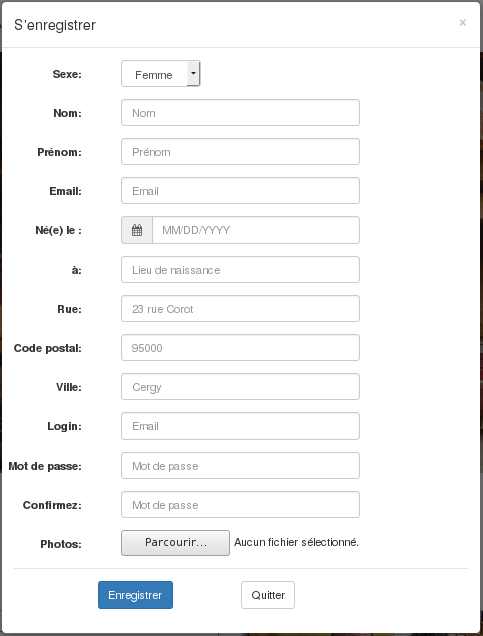 S'enregistrer ×
Sexe: Femme
Nom: Nom
Prénom: Prénom
Email: Email
Né(e) le : MM/DD/YYYY
à: Lieu de naissance
Rue: 23 rue Corot
Code postal: 95000
Ville: Cergy
Login: Email
Mot de passe: Mot de passe
Confirmez: Mot de passe
Photos: Parcourir... Aucun fichier sélectionné.
Enregistrer Quitter